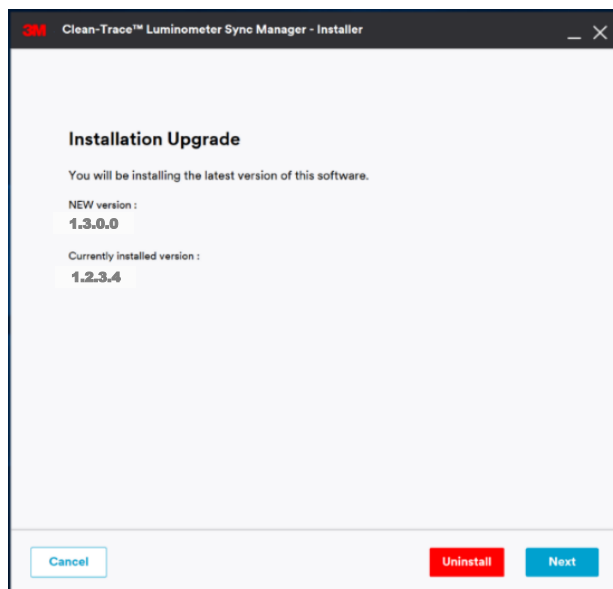 3M Clean-Trace™ Luminometer Sync Manager - Installer
Installation Upgrade
You will be installing the latest version of this software.
NEW version :
1.3.0.0
Currently installed version :
1.2.3.4
Cancel Uninstall Next